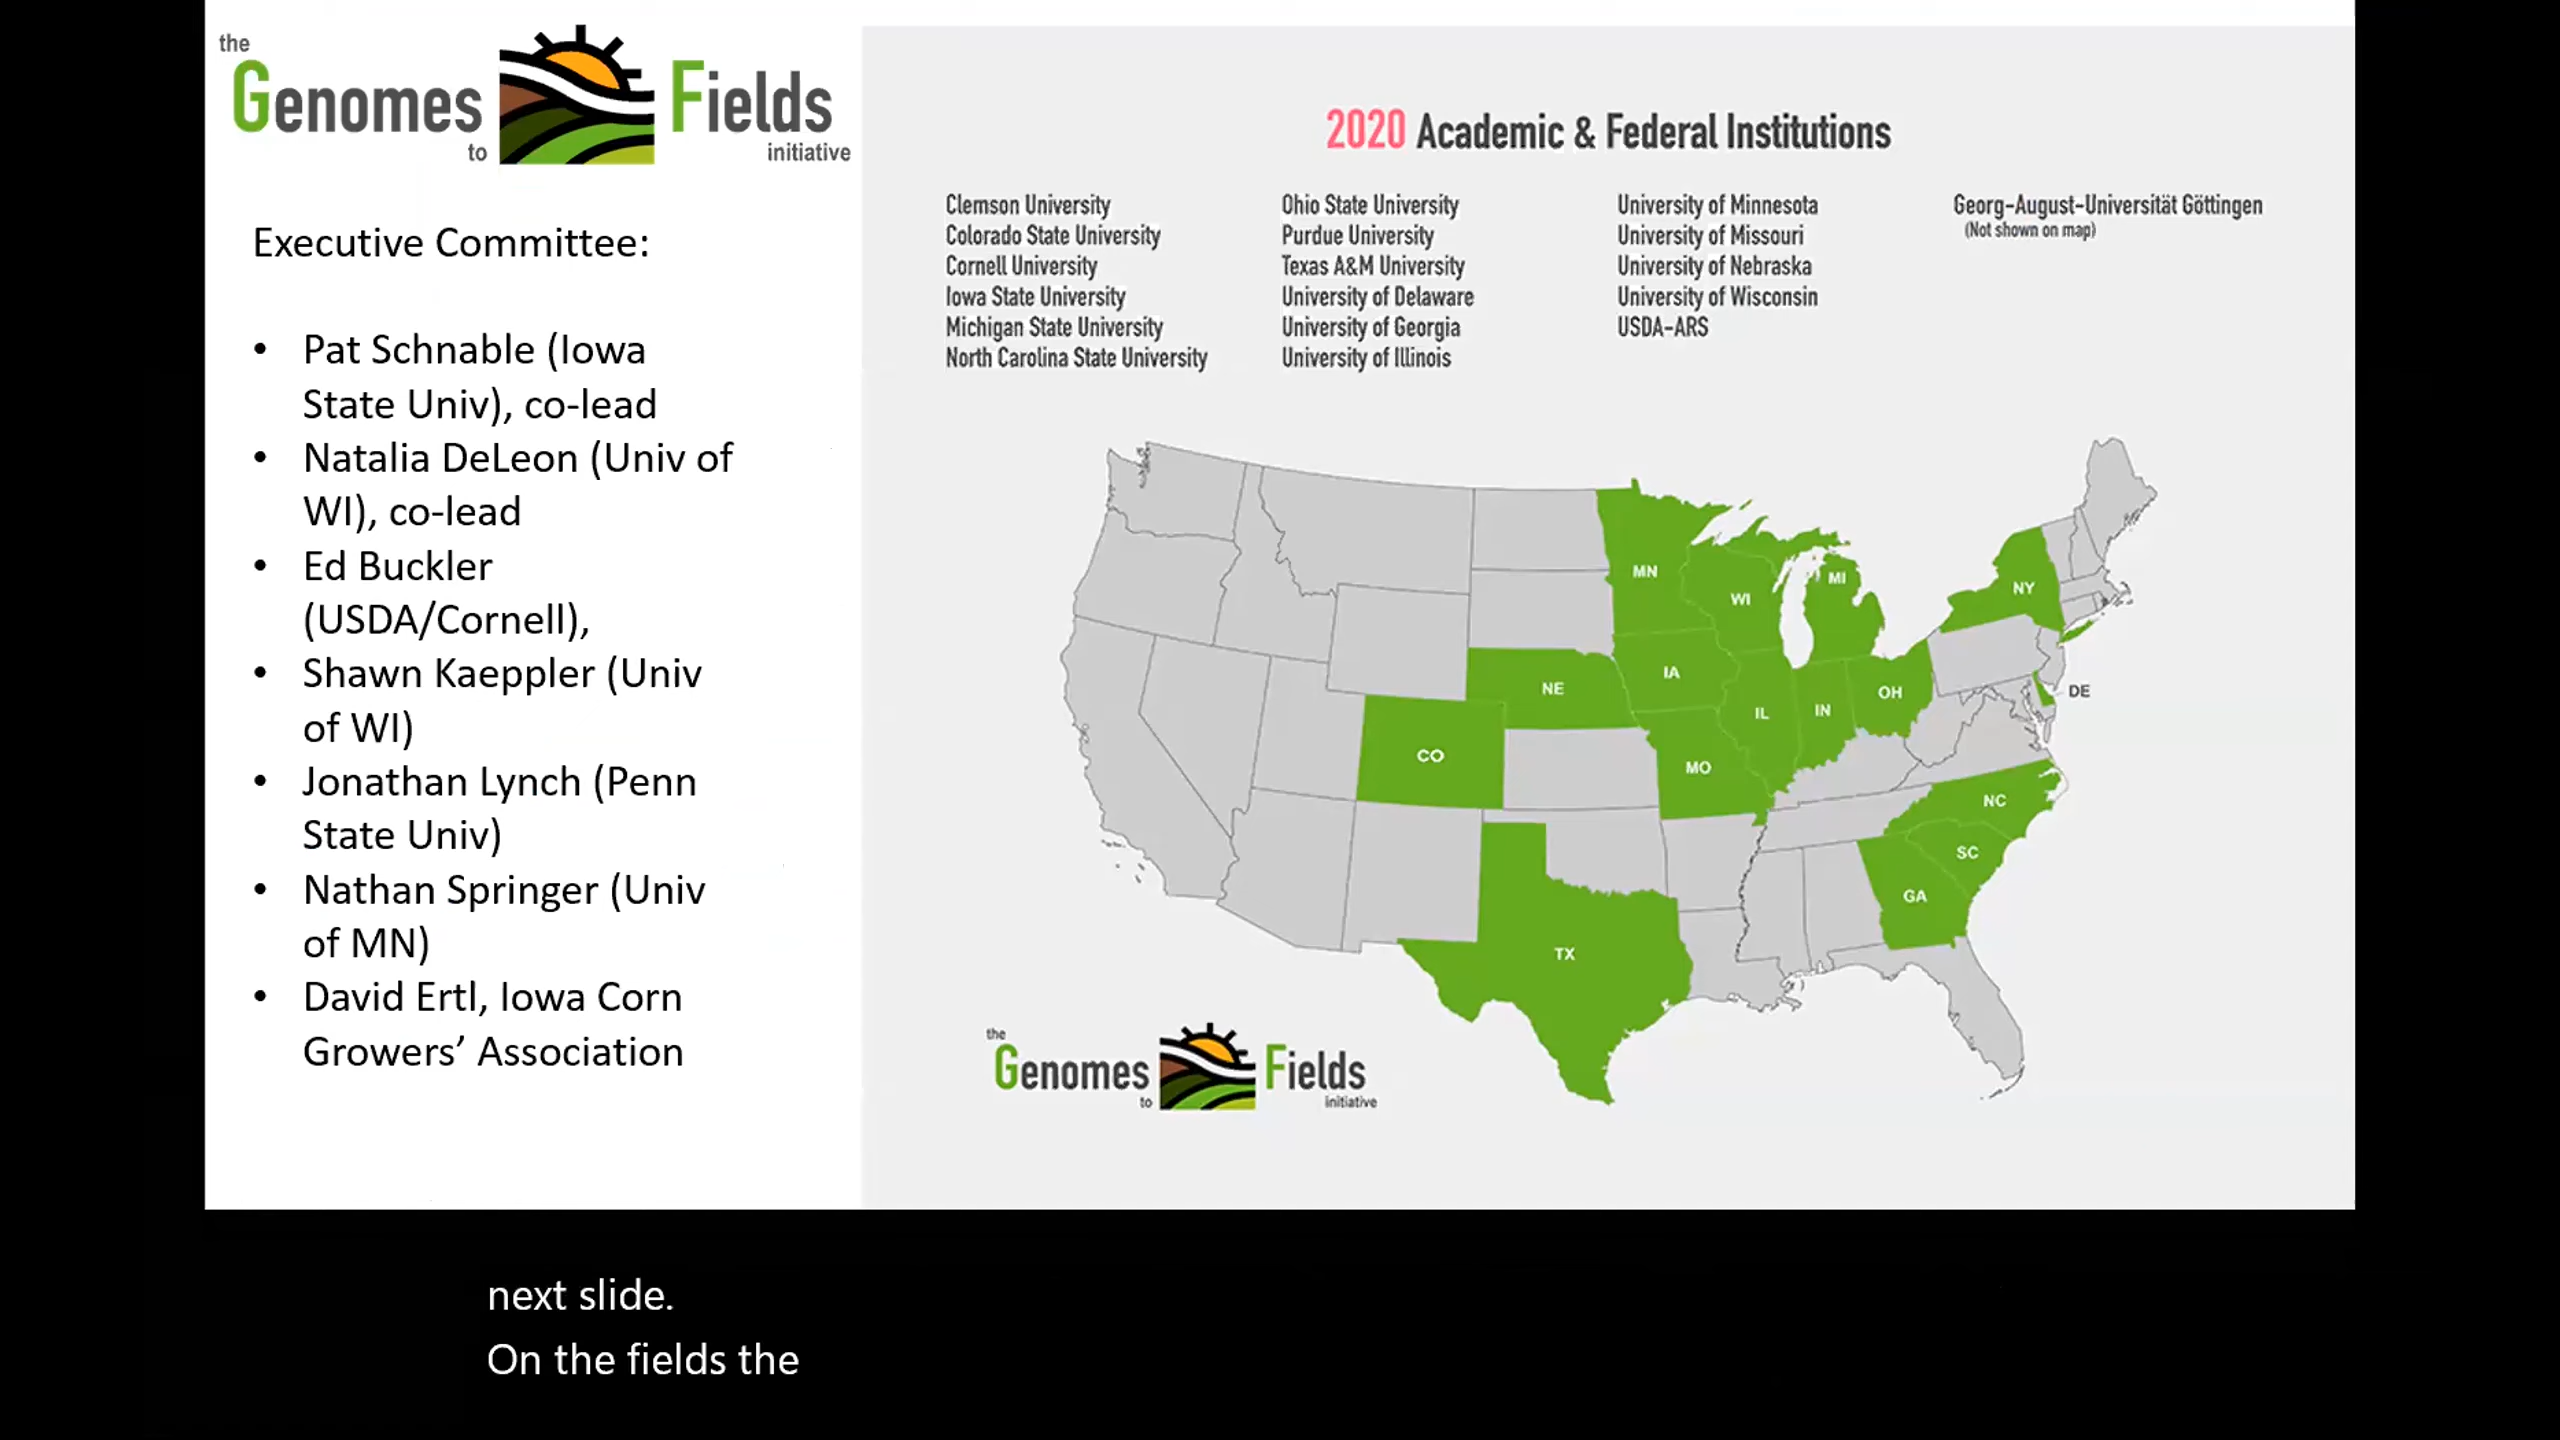 the
Genomes to Fields
initiative
Executive Committee:
• Pat Schnable (Iowa
State Univ), co-lead
• Natalia DeLeon (Univ of
WI), co-lead
• Ed Buckler
(USDA/Cornell),
• Shawn Kaeppler (Univ
of WI)
• Jonathan Lynch (Penn
State Univ)
• Nathan Springer (Univ
of MN)
• David Ertl, Iowa Corn
Growers’ Association
2020 Academic & Federal Institutions
Clemson University
Colorado State University
Cornell University
Iowa State University
Michigan State University
North Carolina State University
Ohio State University
Purdue University
Texas A&M University
University of Delaware
University of Georgia
University of Illinois
University of Minnesota
University of Missouri
University of Nebraska
University of Wisconsin
USDA-ARS
Georg-August-Universität Göttingen
(Not shown on map)
MN
WI
MI
NY
NE
IA
IL
IN
OH
DE
CO
MO
NC
SC
GA
TX
the
Genomes to Fields
initiative
next slide.
On the fields the